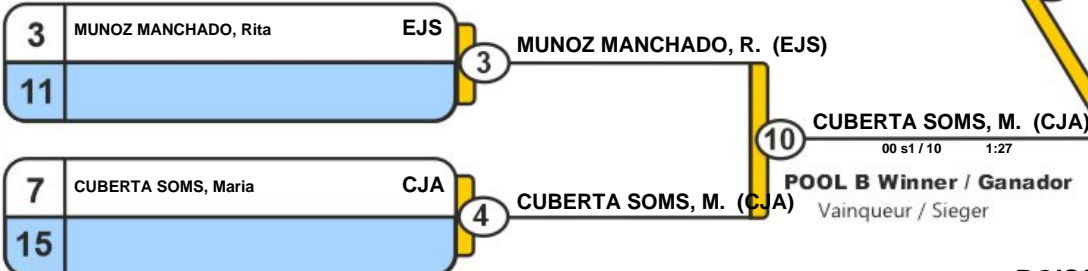 3 MUNOZ MANCHADO, Rita EJS
11
3
MUNOZ MANCHADO, R. (EJS)
7 CUBERTA SOMS, Maria CJA
15
4
CUBERTA SOMS, M. (CJA)
10
CUBERTA SOMS, M. (CJA)
00 s1 / 10 1:27
POOL B Winner / Ganador
Vainqueur / Sieger